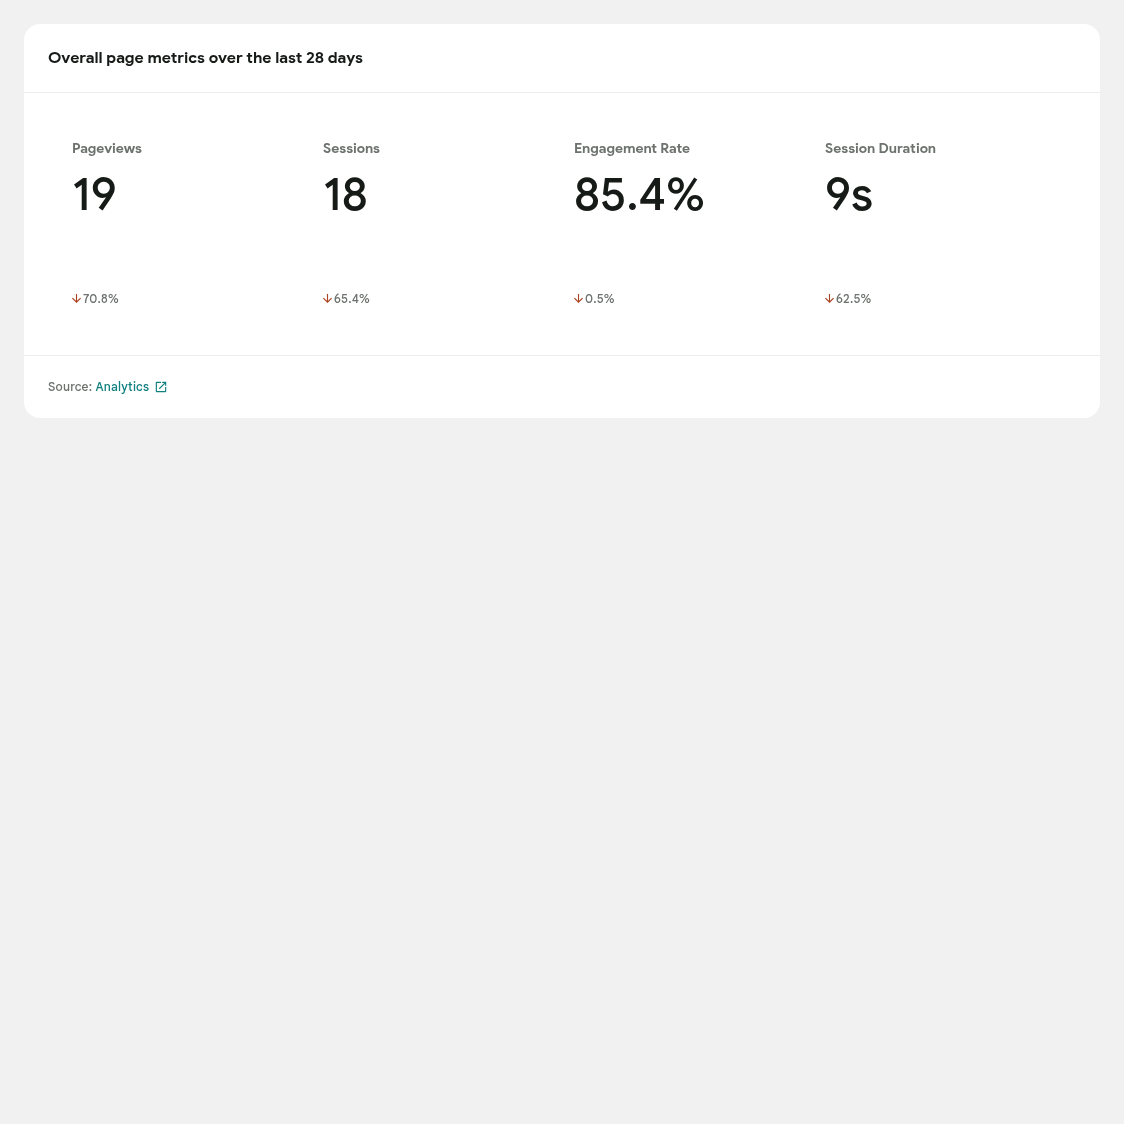 Overall page metrics over the last 28 days
Pageviews
19
70.8%
Sessions
18
65.4%
Engagement Rate
85.4%
0.5%
Session Duration
9s
62.5%
Source: Analytics